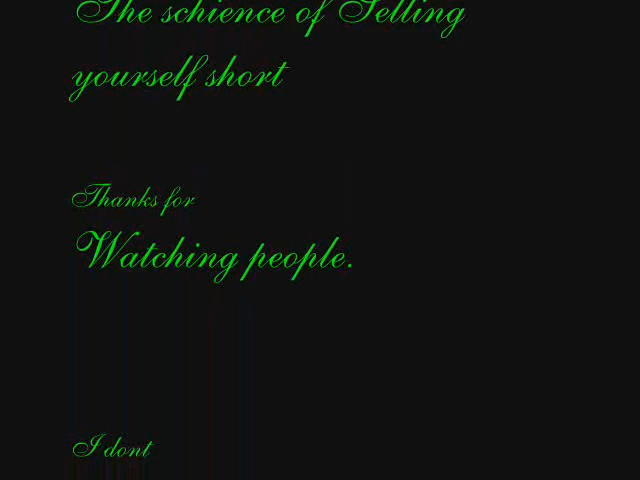 The schience of Selling
yourself short
Thanks for
Watching people.
I dont